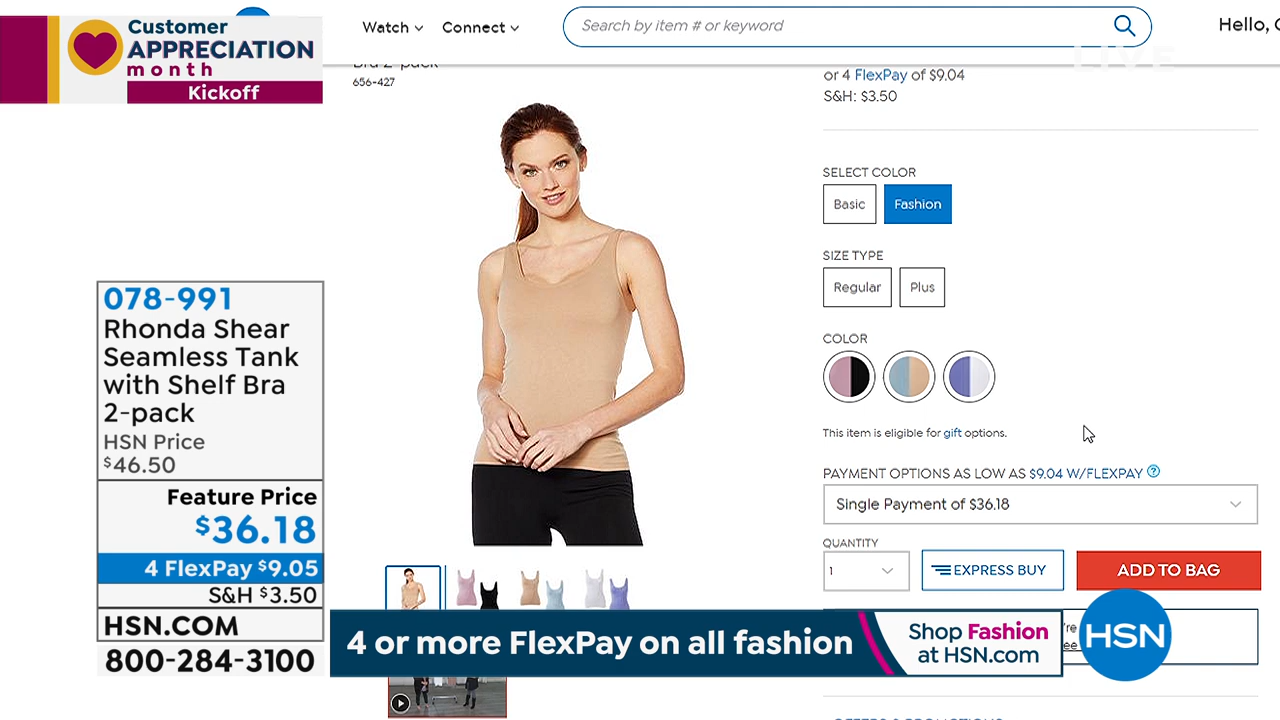 Customer
APPRECIATION
month
Kickoff
Watch
Connect
Search by item # or keyword
Hello,
LIVE
Bra 2-pack
656-427
or 4 FlexPay of $9.04
S&H: $3.50
SELECT COLOR
Basic
Fashion
SIZE TYPE
Regular
Plus
COLOR
This item is eligible for gift options.
PAYMENT OPTIONS AS LOW AS $9.04 W/FLEXPAY ?
Single Payment of $36.18
QUANTITY
1
EXPRESS BUY
ADD TO BAG
078-991
Rhonda Shear
Seamless Tank
with Shelf Bra
2-pack
HSN Price
$46.50
Feature Price
$36.18
4 FlexPay $9.05
S&H $3.50
HSN.COM
800-284-3100
4 or more FlexPay on all fashion
Shop Fashion
at HSN.com
HSN